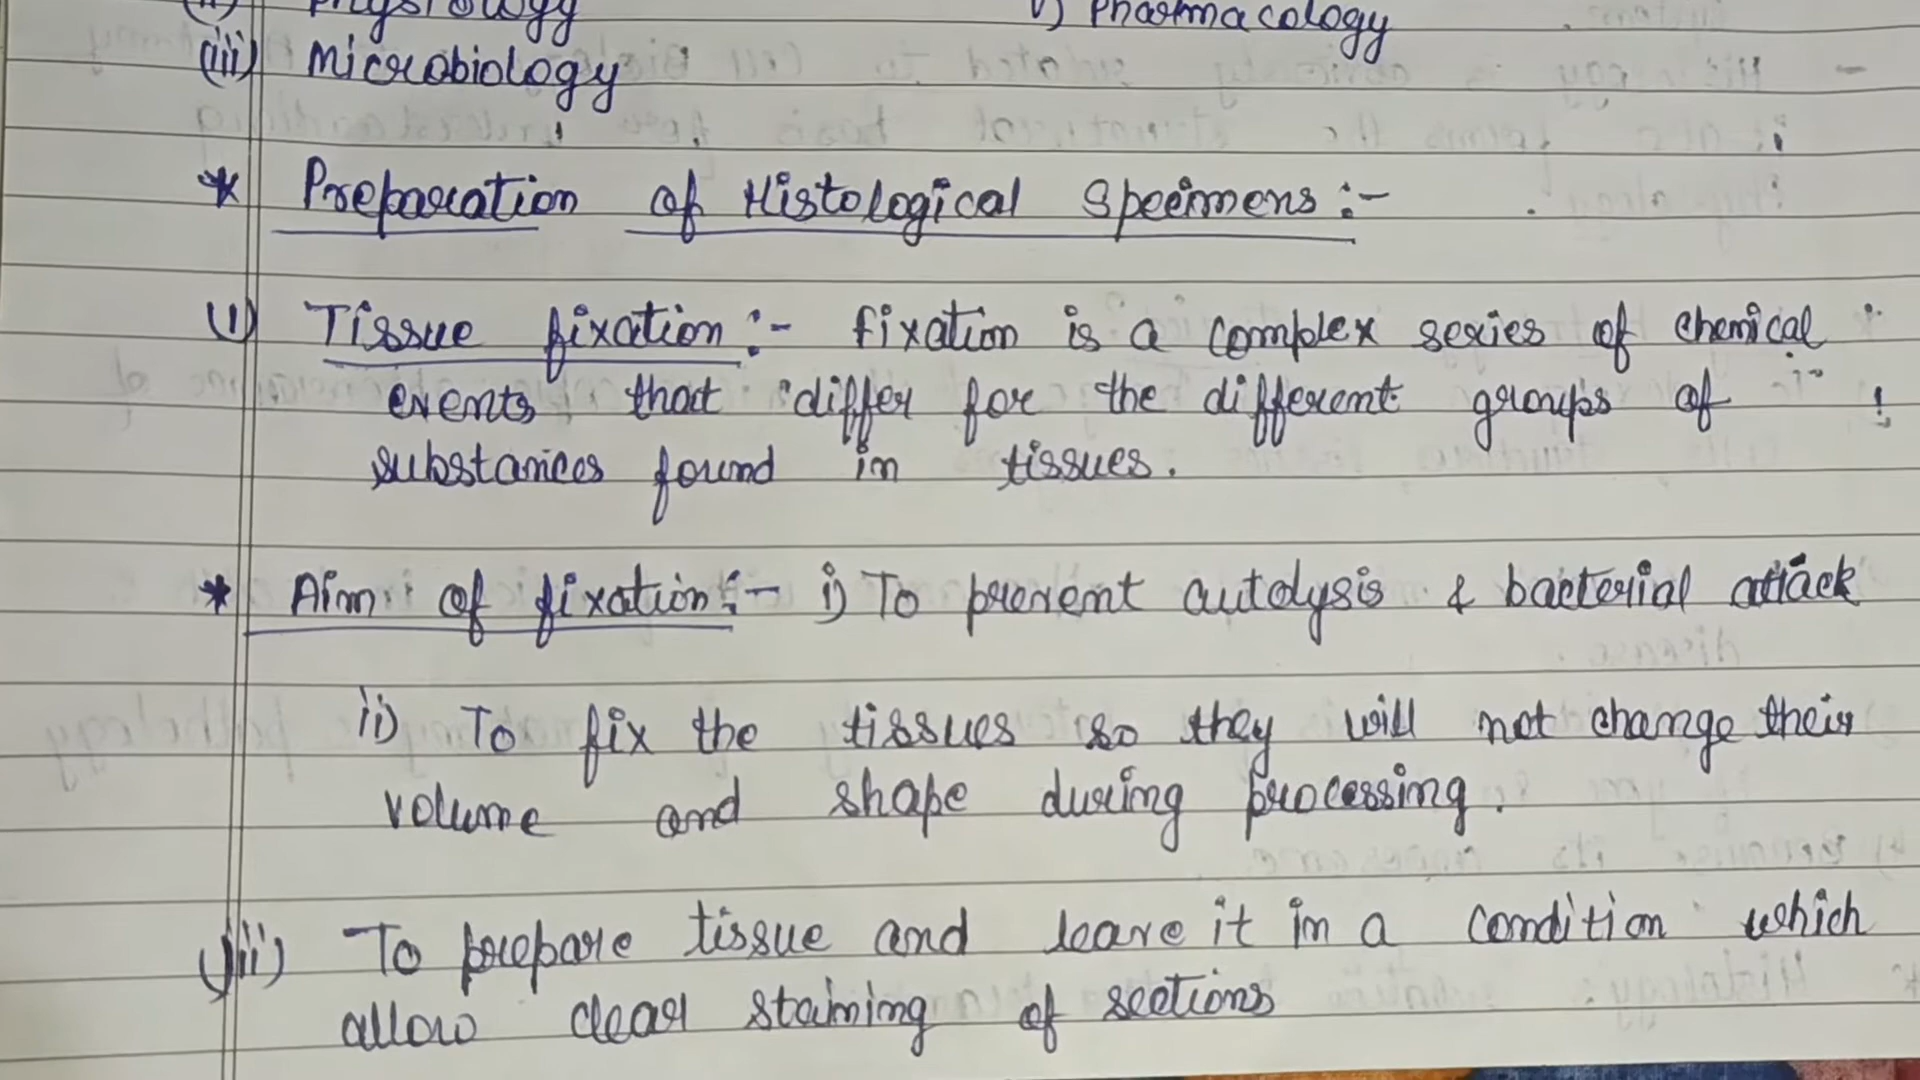 (ii) Physiology
v) Pharmacology
(iii) Microbiology
* Preparation of Histological Specimens :-
(1) Tissue fixation :- fixation is a complex series of chemical
events that differ for the different groups of
substances found in tissues.
* Aim of fixation :- i) To prevent autolysis & bacterial attack
ii) To fix the tissues so they will not change their
volume and shape during processing.
iii) To prepare tissue and leave it in a condition which
allow clear staining of sections